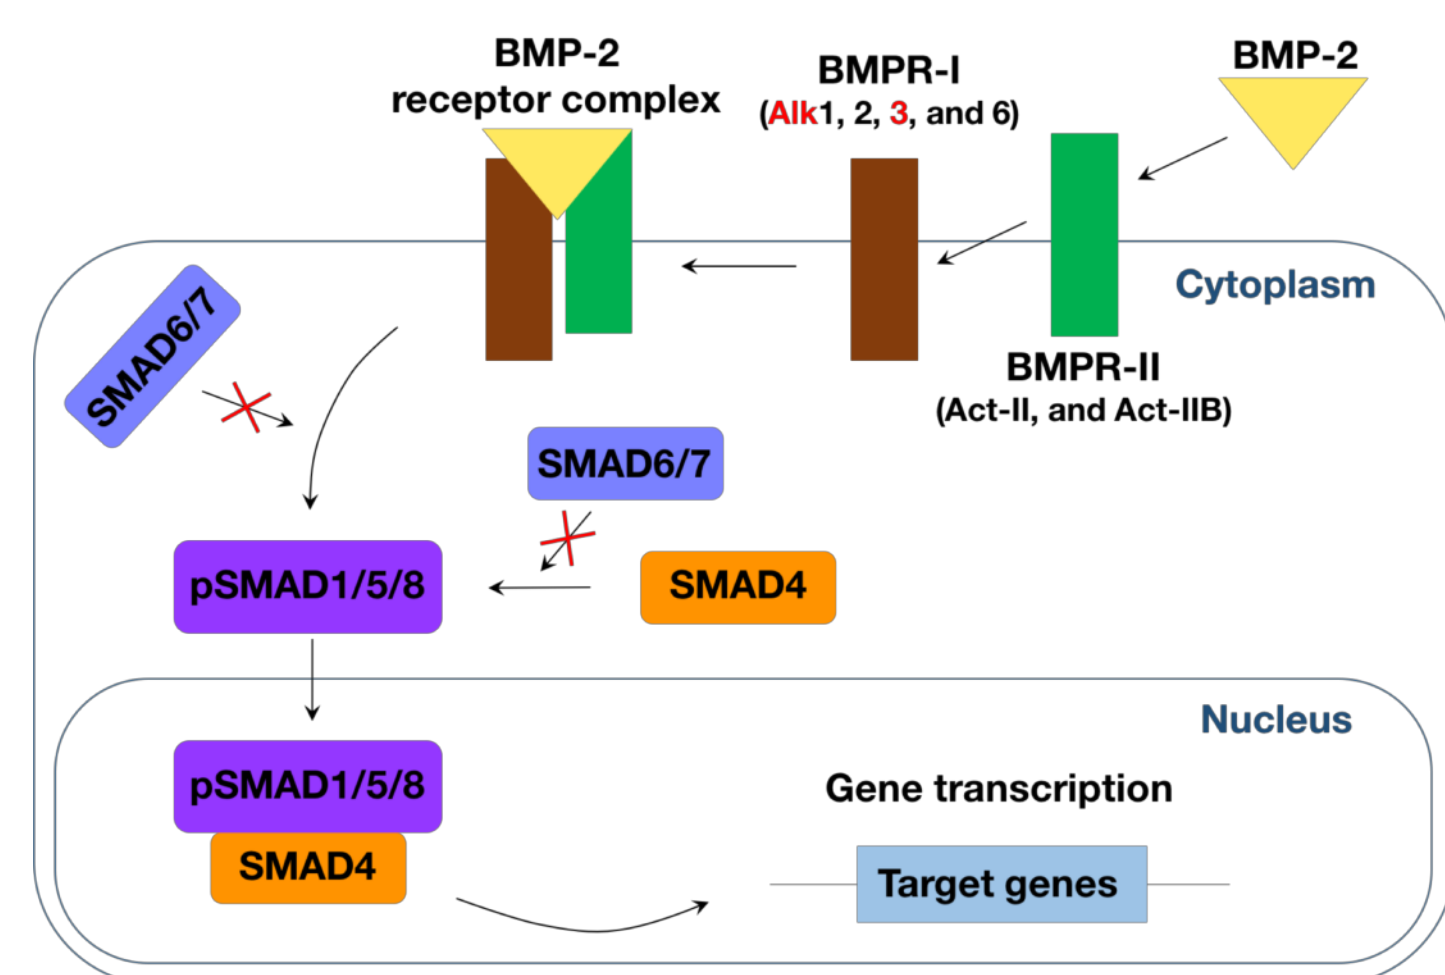 BMP-2
receptor complex
BMPR-I
(Alk1, 2, 3, and 6)
BMP-2
Cytoplasm
BMPR-II
(Act-II, and Act-IIB)
SMAD6/7
SMAD6/7
pSMAD1/5/8
SMAD4
Nucleus
pSMAD1/5/8
SMAD4
Gene transcription
Target genes